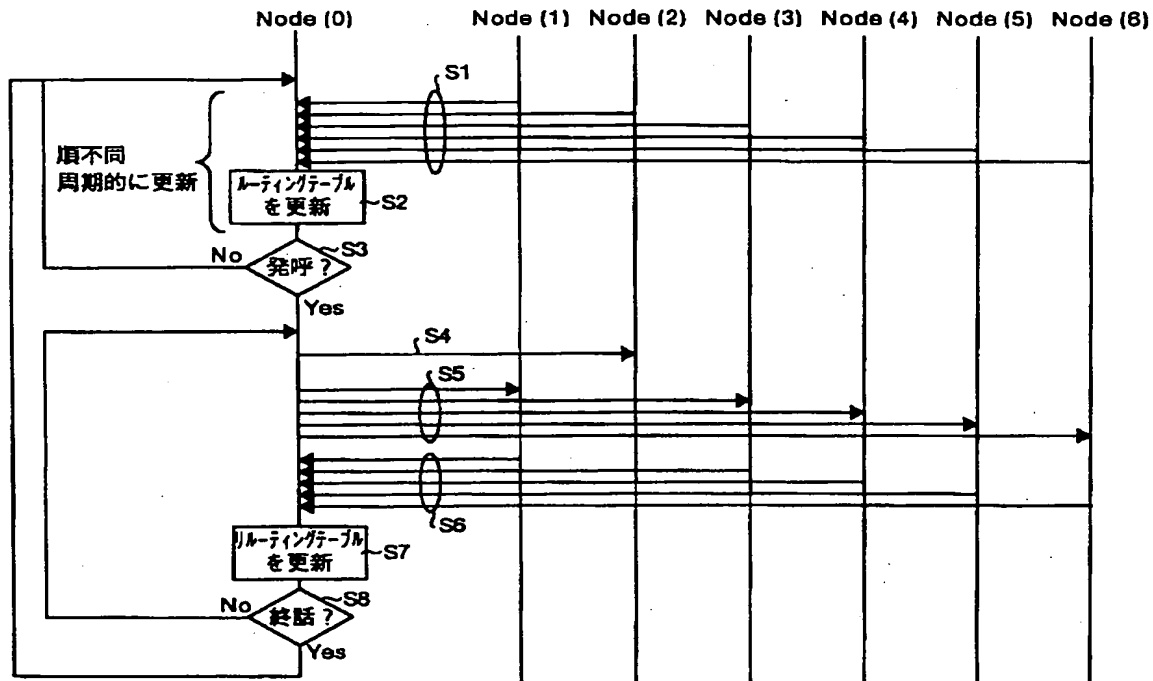 Node (0)
Node (1)
Node (2)
Node (3)
Node (4)
Node (5)
Node (6)
S1
順不同
周期的に更新
ルーティングテーブル
を更新
S2
S3
No
発呼？
Yes
S4
S5
S6
リルーティングテーブル
を更新
S7
S8
No
終話？
Yes